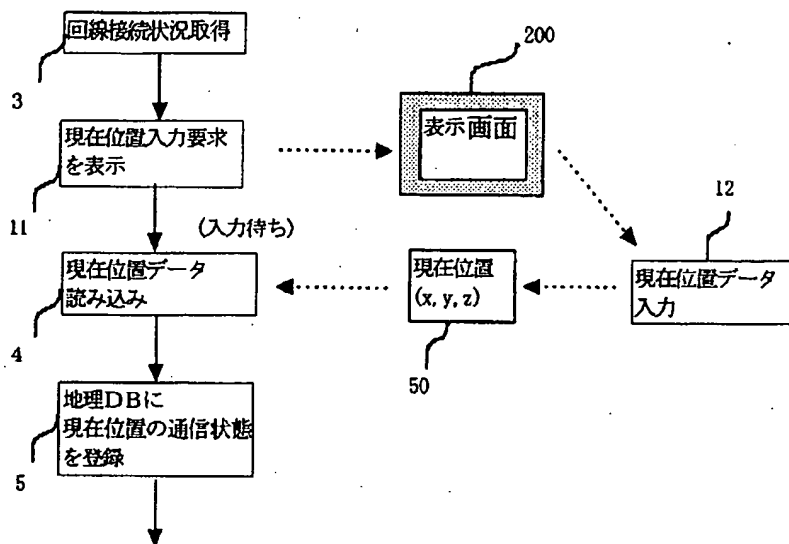 回線接続状況取得
3
200
表示画面
現在位置入力要求
を表示
11
(入力待ち)
12
現在位置データ
読み込み
4
現在位置
(x,y,z)
50
現在位置データ
入力
地理DBに
現在位置の通信状態
を登録
5